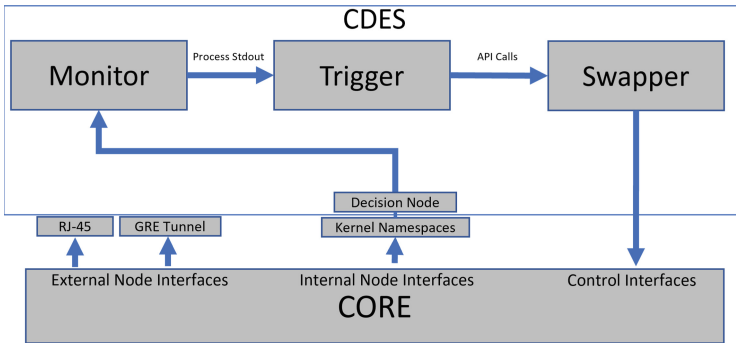 CDES
Monitor
Process Stdout
Trigger
API Calls
Swapper
Decision Node
RJ-45
GRE Tunnel
Kernel Namespaces
External Node Interfaces
Internal Node Interfaces
Control Interfaces
CORE